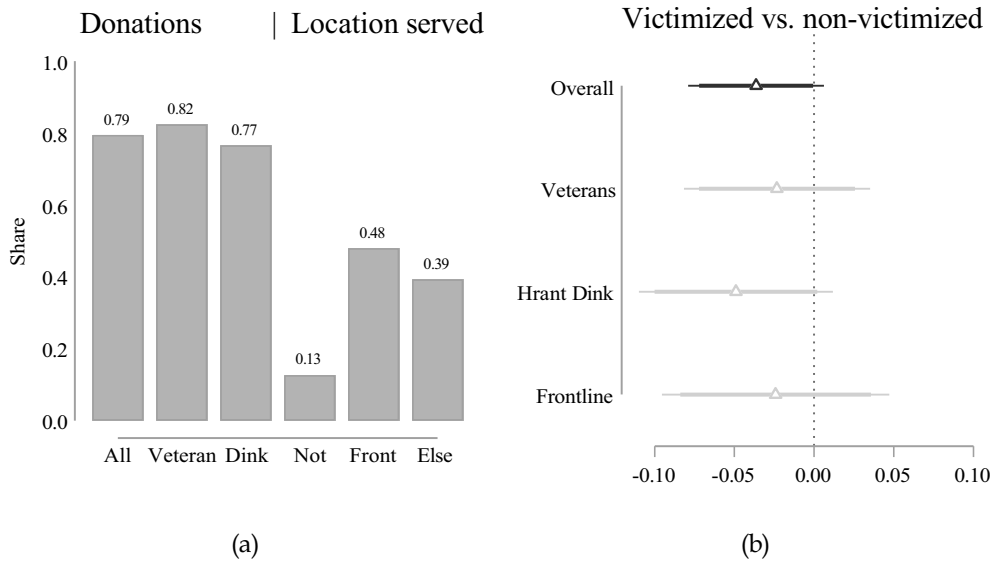 Donations | Location served
Share
1.0
0.8
0.6
0.4
0.2
0.0
0.79
0.82
0.77
0.13
0.48
0.39
All Veteran Dink Not Front Else
(a)
Victimized vs. non-victimized
Overall
Veterans
Hrant Dink
Frontline
-0.10 -0.05 0.00 0.05 0.10
(b)